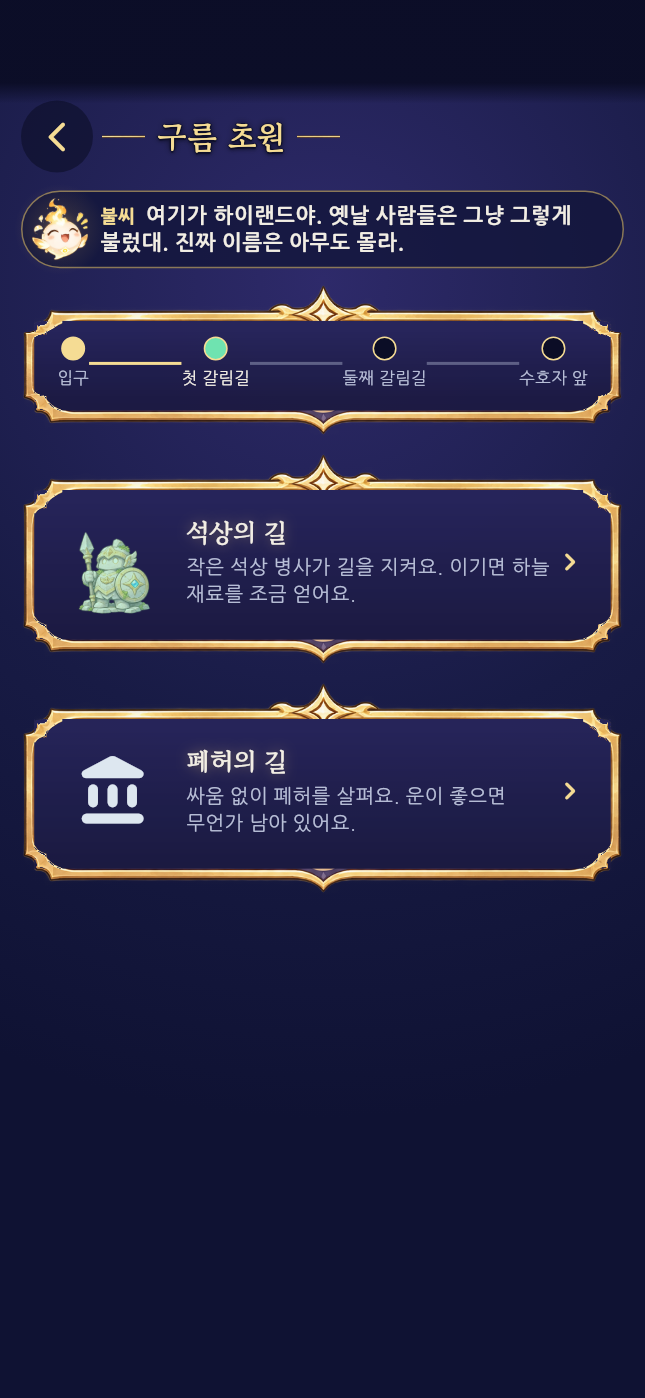 구름 초원
불씨 여기가 하이랜드야. 옛날 사람들은 그냥 그렇게
불렀대. 진짜 이름은 아무도 몰라.
입구 첫 갈림길 둘째 갈림길 수호자 앞
석상의 길
작은 석상 병사가 길을 지켜요. 이기면 하늘
재료를 조금 얻어요.
폐허의 길
싸움 없이 폐허를 살펴요. 운이 좋으면
무언가 남아 있어요.